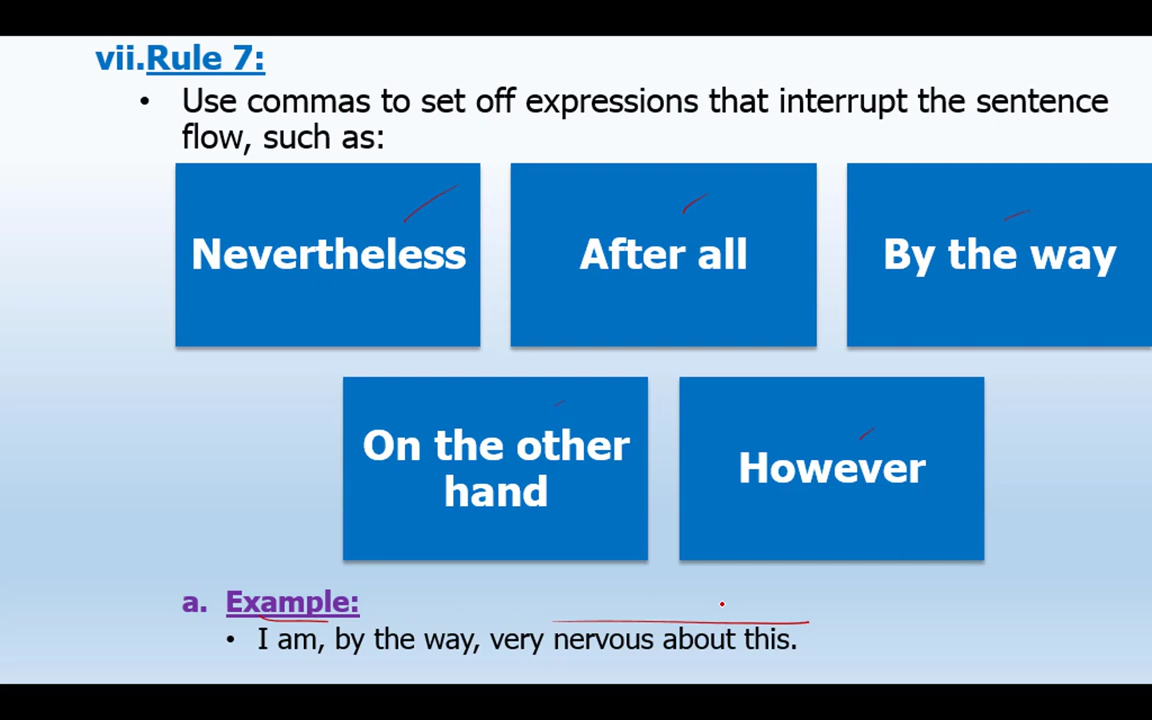 vii.Rule 7:
• Use commas to set off expressions that interrupt the sentence
flow, such as:
Nevertheless
After all
By the way
On the other
hand
However
a. Example:
• I am, by the way, very nervous about this.